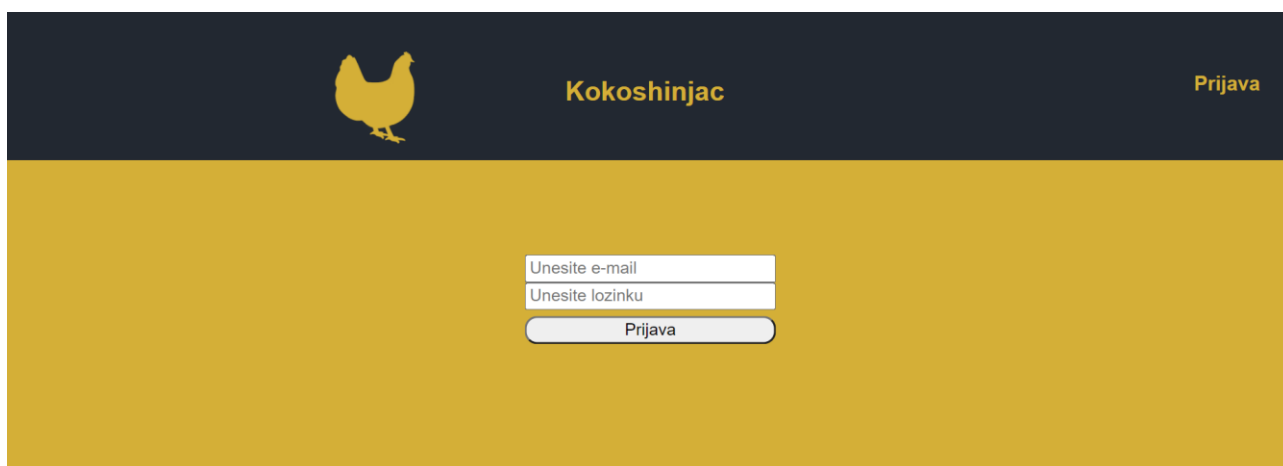 Kokoshinjac
Prijava
Unesite e-mail
Unesite lozinku
Prijava